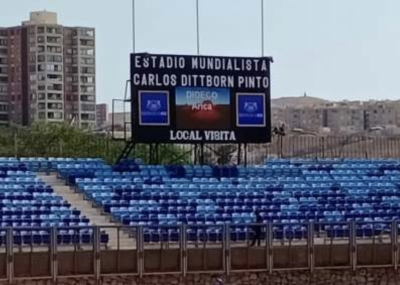 ESTADIO MUNDIALISTA
CARLOS DITTBORN PINTO
DIDECO
Arica
LOCAL VISITA